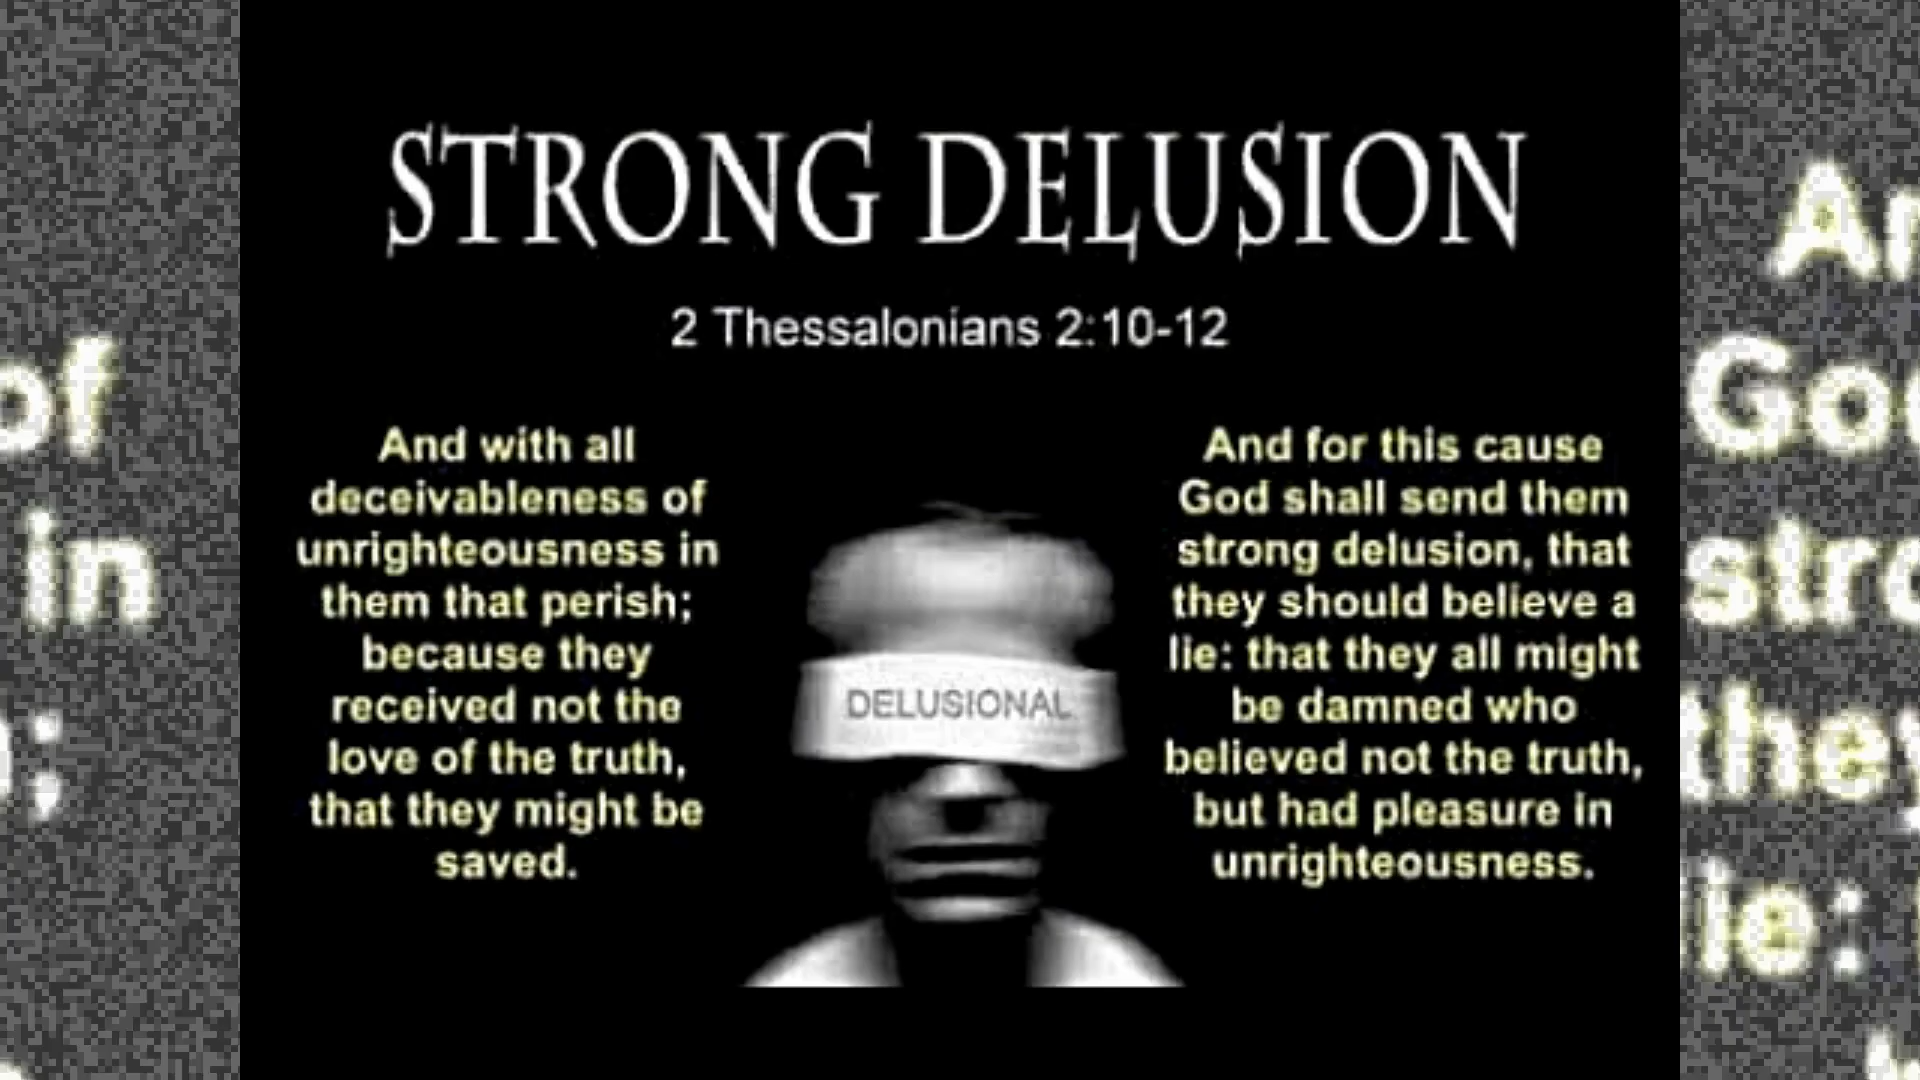 STRONG DELUSION
2 Thessalonians 2:10-12
And with all
deceivableness of
unrighteousness in
them that perish;
because they
received not the
love of the truth,
that they might be
saved.
DELUSIONAL
And for this cause
God shall send them
strong delusion, that
they should believe a
lie: that they all might
be damned who
believed not the truth,
but had pleasure in
unrighteousness.
of
in